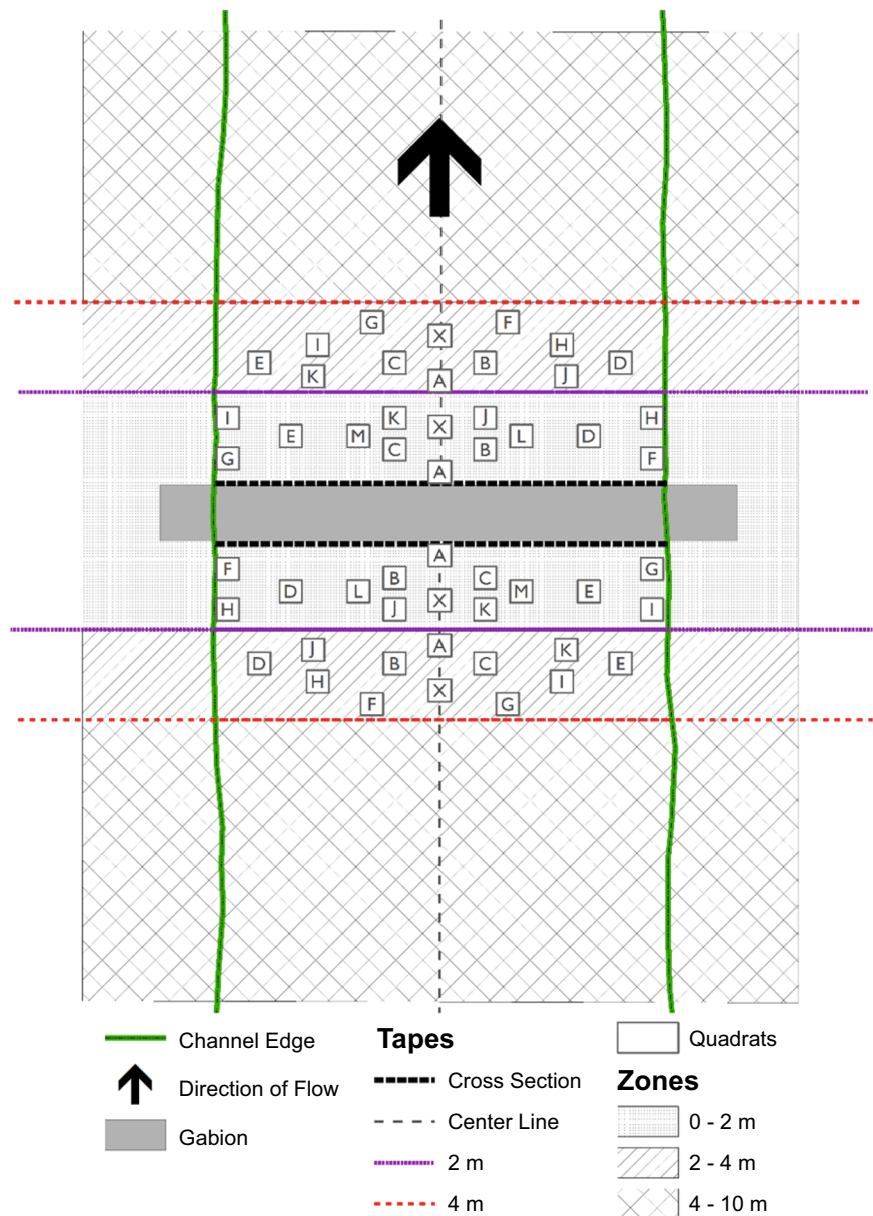 G F
X
I H
E C B D
K A J
I K J H
X
E M L D
C B
G F
A
A
F G
B C
D L M E
X
H J K I
A
J K
D B C E
H I
X
F G
Channel Edge
Direction of Flow
Gabion
Tapes
Cross Section
Center Line
2 m
4 m
Quadrats
Zones
0 - 2 m
2 - 4 m
4 - 10 m